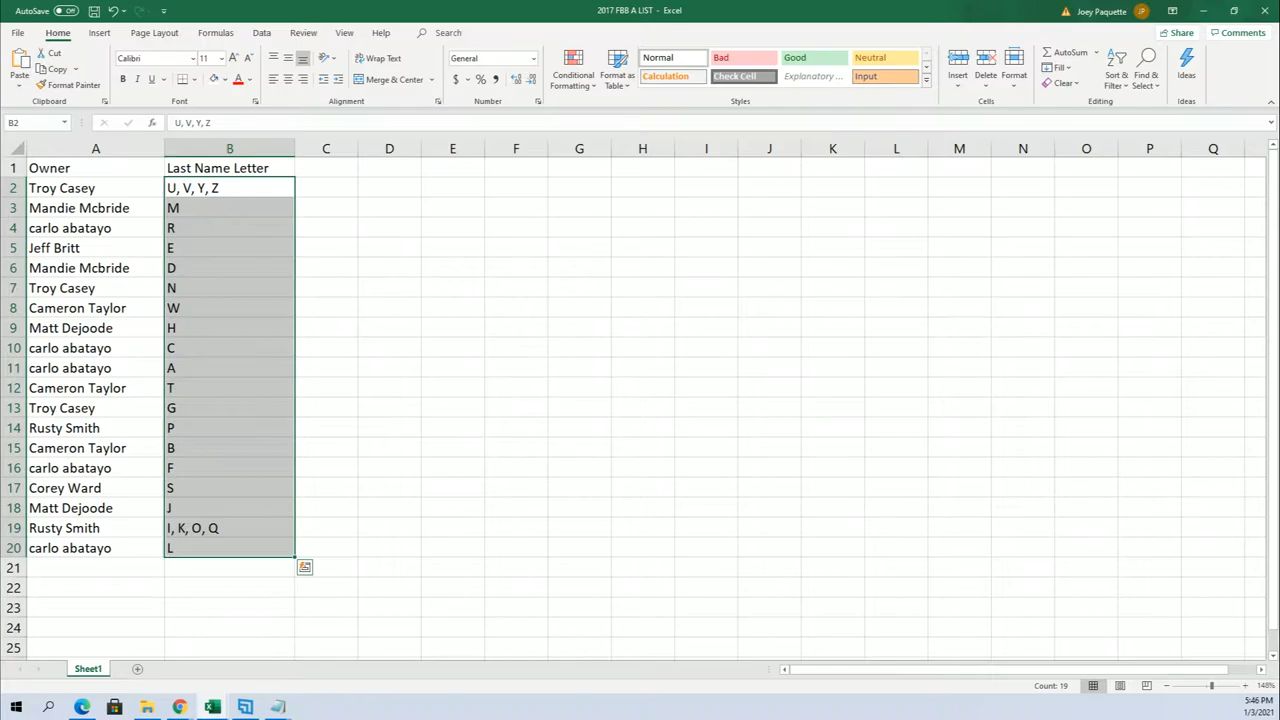 AutoSave Off 2017 FBB A LIST - Excel Joey Paquette JP
File Home Insert Page Layout Formulas Data Review View Help Search Share Comments
Paste Cut Copy Format Painter Clipboard
Calibri 11 B I U Font
Wrap Text Merge & Center Alignment
General $ % , Number
Conditional Formatting Format as Table
Normal Bad Good Neutral
Calculation Check Cell Explanatory ... Input
Styles
Insert Delete Format Cells
AutoSum Fill Clear Sort & Filter Find & Select Editing
Ideas Ideas
B2 fx U, V, Y, Z
A B C D E F G H I J K L M N O P Q
1 Owner Last Name Letter
2 Troy Casey U, V, Y, Z
3 Mandie Mcbride M
4 carlo abatayo R
5 Jeff Britt E
6 Mandie Mcbride D
7 Troy Casey N
8 Cameron Taylor W
9 Matt Dejoode H
10 carlo abatayo C
11 carlo abatayo A
12 Cameron Taylor T
13 Troy Casey G
14 Rusty Smith P
15 Cameron Taylor B
16 carlo abatayo F
17 Corey Ward S
18 Matt Dejoode J
19 Rusty Smith I, K, O, Q
20 carlo abatayo L
21
22
23
24
25
Sheet1
Count: 19 148%
5:46 PM
1/3/2021